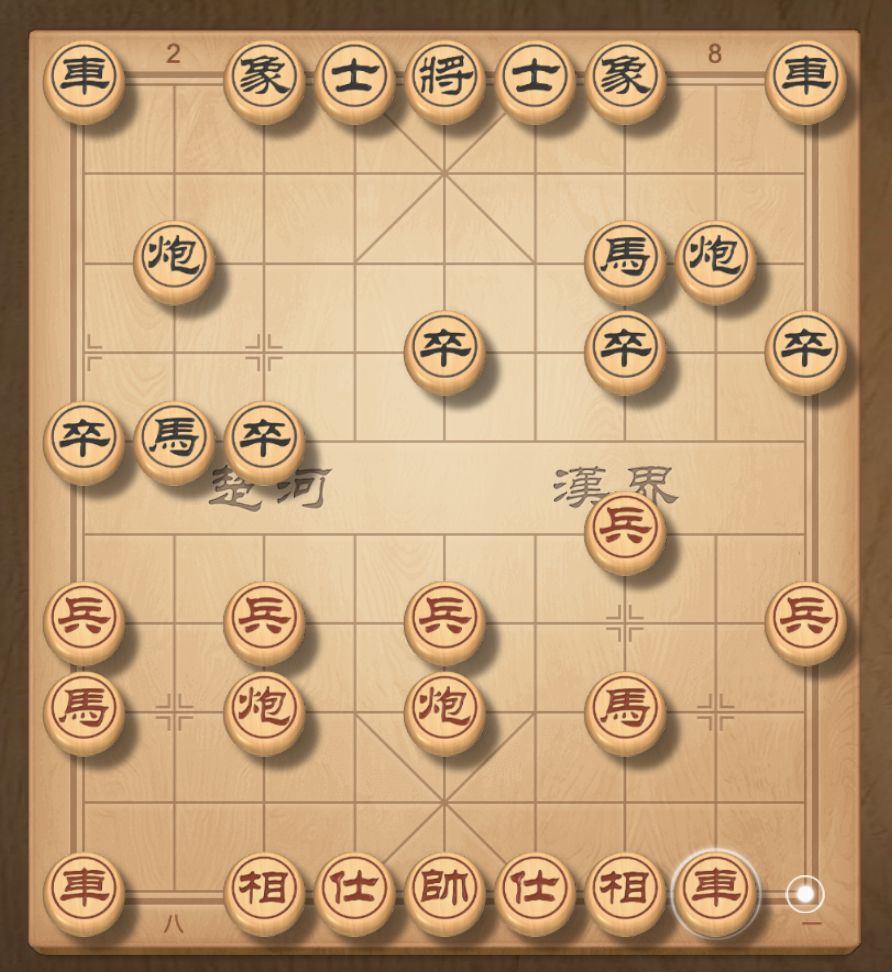 2 8
車 象 士 將 士 象 車
炮 馬 炮
卒 卒 卒
卒 馬 卒
楚河 漢界
兵
兵 兵 兵 兵
馬 炮 炮 馬
車 相 仕 帥 仕 相 車
八 一